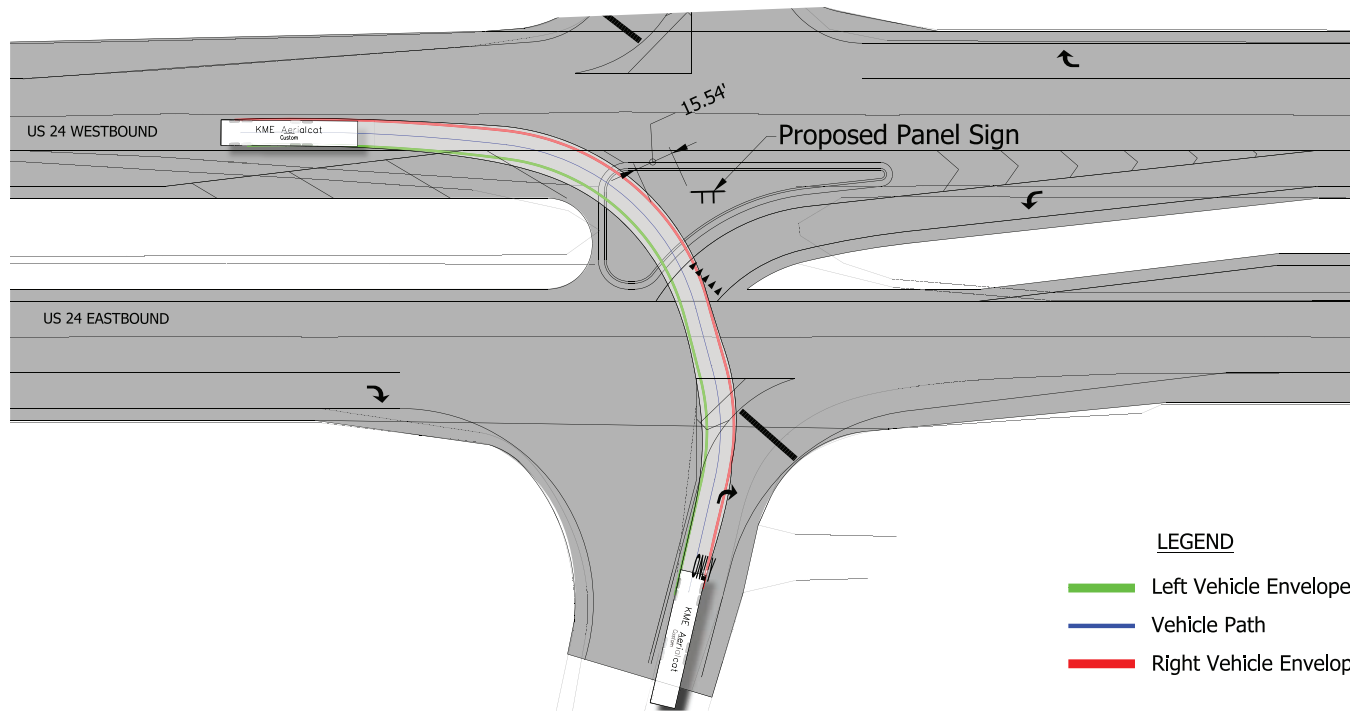 15.54'
Proposed Panel Sign
US 24 WESTBOUND
KME Aerialcat
Custom
US 24 EASTBOUND
ONLY
KME Aerialcat
Custom
LEGEND
Left Vehicle Envelope
Vehicle Path
Right Vehicle Envelop